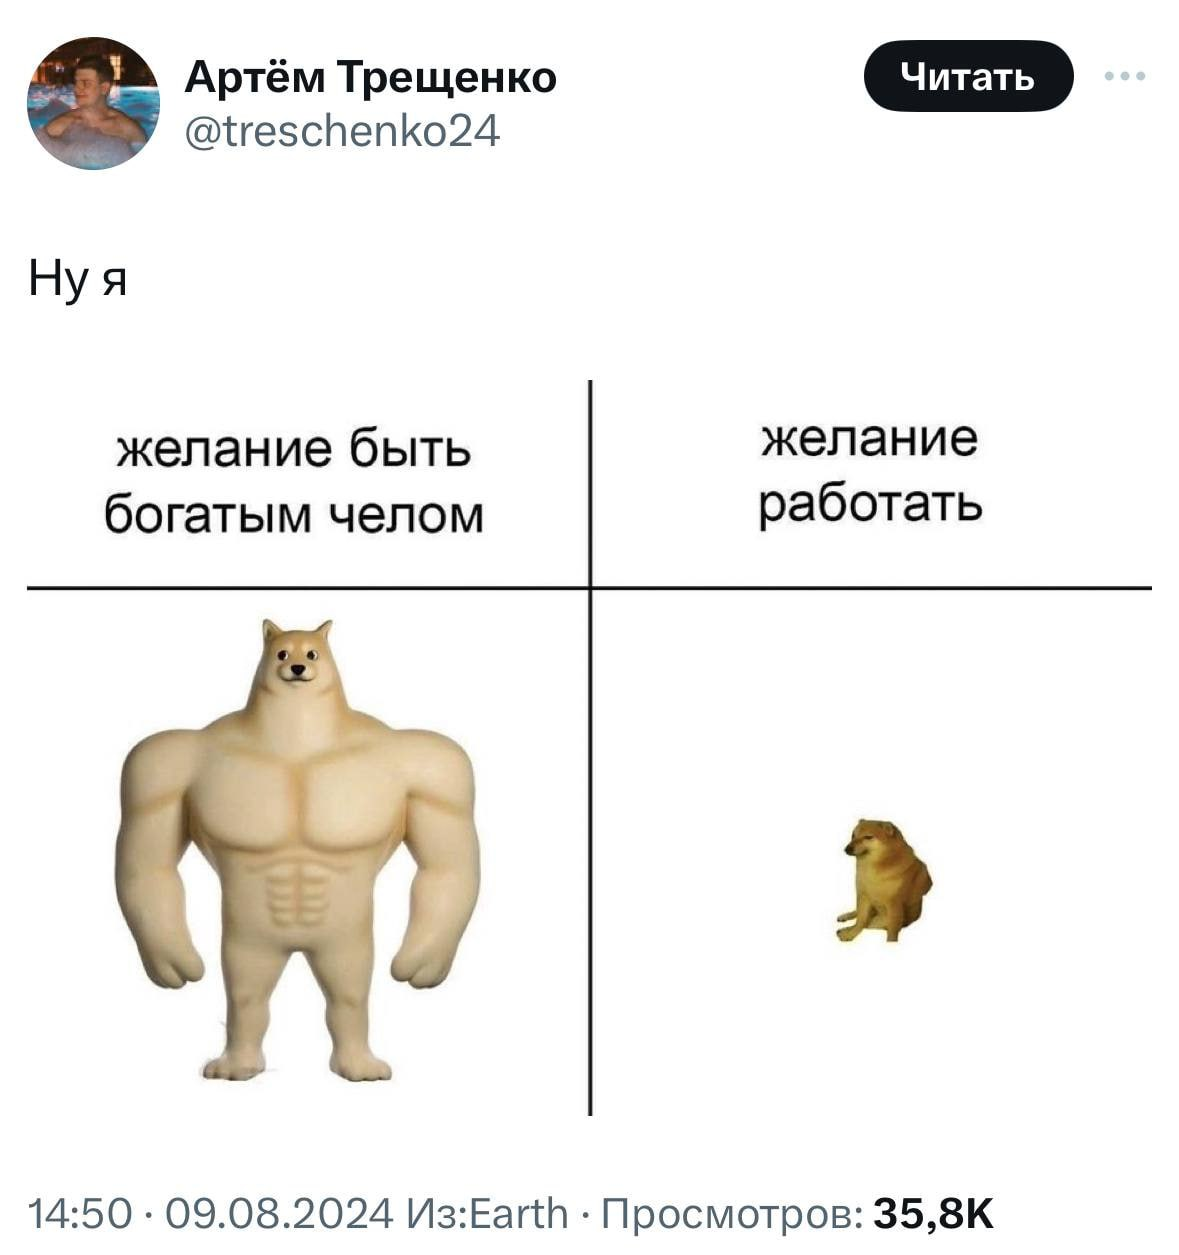 Артём Трещенко
@treschenko24
Читать
Ну я
желание быть
богатым челом
желание
работать
14:50 · 09.08.2024 Из:Earth · Просмотров: 35,8K